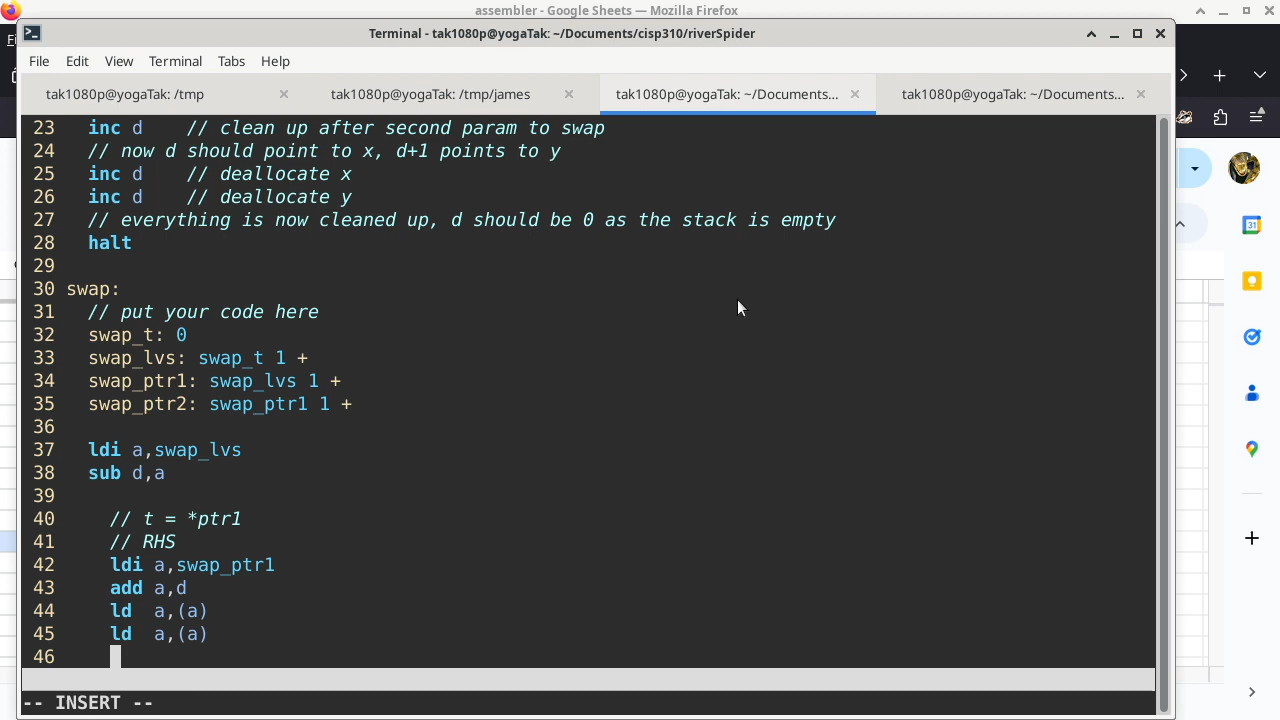 assembler - Google Sheets — Mozilla Firefox
Terminal - tak1080p@yogaTak: ~/Documents/cisp310/riverSpider
File Edit View Terminal Tabs Help
tak1080p@yogaTak: /tmp
tak1080p@yogaTak: /tmp/james
tak1080p@yogaTak: ~/Documents...
tak1080p@yogaTak: ~/Documents...
23 inc d // clean up after second param to swap
24 // now d should point to x, d+1 points to y
25 inc d // deallocate x
26 inc d // deallocate y
27 // everything is now cleaned up, d should be 0 as the stack is empty
28 halt
29
30 swap:
31 // put your code here
32 swap_t: 0
33 swap_lvs: swap_t 1 +
34 swap_ptr1: swap_lvs 1 +
35 swap_ptr2: swap_ptr1 1 +
36
37 ldi a,swap_lvs
38 sub d,a
39
40 // t = *ptr1
41 // RHS
42 ldi a,swap_ptr1
43 add a,d
44 ld a,(a)
45 ld a,(a)
46
-- INSERT --
31